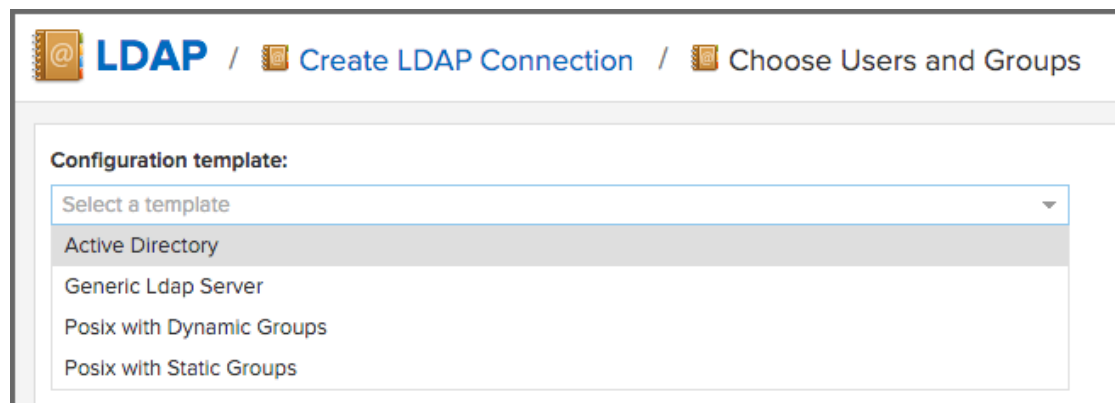 LDAP / Create LDAP Connection / Choose Users and Groups
Configuration template:
Select a template
Active Directory
Generic Ldap Server
Posix with Dynamic Groups
Posix with Static Groups